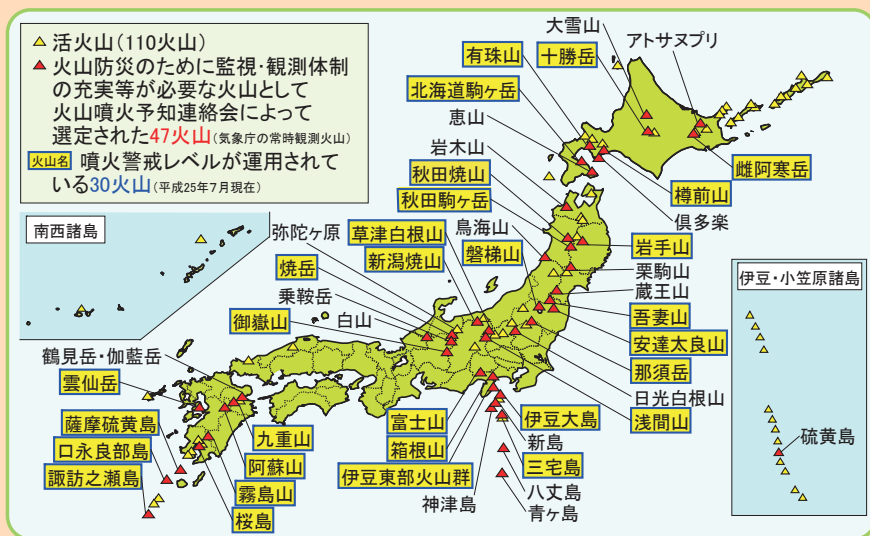 活火山(110火山)
火山防災のために監視・観測体制
の充実等が必要な火山として
火山噴火予知連絡会によって
選定された47火山(気象庁の常時観測火山)
火山名 噴火警戒レベルが運用されて
いる30火山(平成25年7月現在)
大雪山
アトサヌプリ
有珠山
十勝岳
北海道駒ヶ岳
恵山
岩木山
秋田焼山
秋田駒ヶ岳
雌阿寒岳
樽前山
倶多楽
南西諸島
弥陀ヶ原
草津白根山
鳥海山
岩手山
焼岳
新潟焼山
磐梯山
栗駒山
伊豆・小笠原諸島
乗鞍岳
蔵王山
御嶽山
白山
吾妻山
安達太良山
鶴見岳・伽藍岳
那須岳
雲仙岳
日光白根山
薩摩硫黄島
富士山
伊豆大島
浅間山
口永良部島
九重山
箱根山
新島
硫黄島
諏訪之瀬島
阿蘇山
伊豆東部火山群
三宅島
霧島山
神津島
八丈島
桜島
青ヶ島